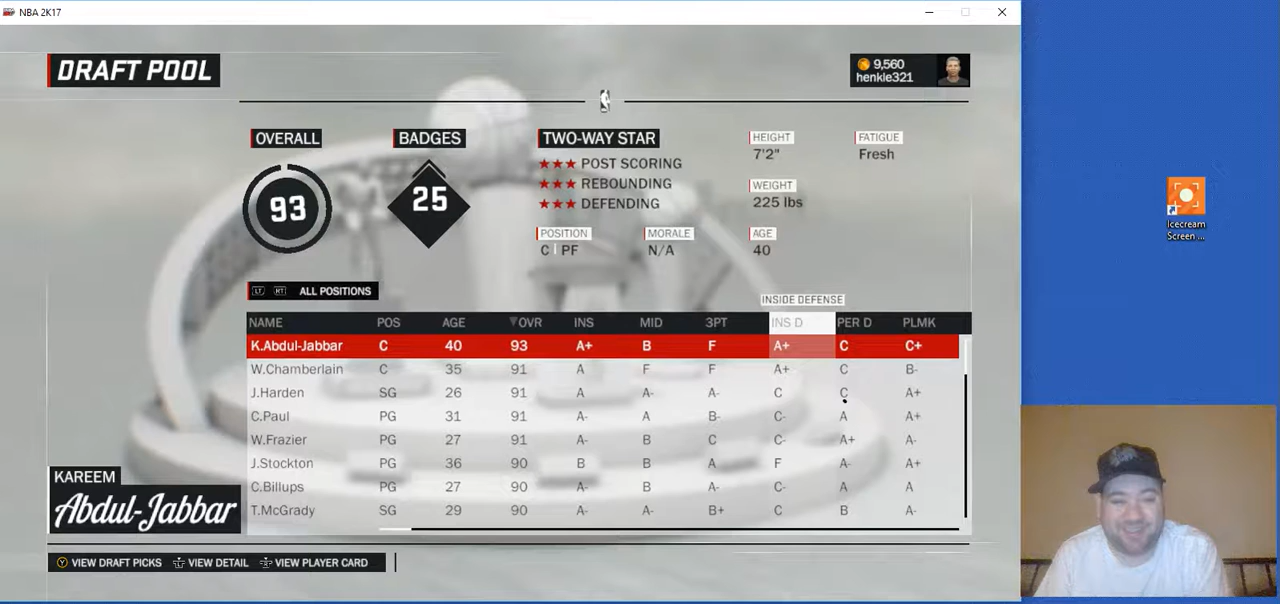 NBA 2K17
DRAFT POOL
9,560
henkie321
OVERALL
93
BADGES
25
TWO-WAY STAR
★★★ POST SCORING
★★★ REBOUNDING
★★★ DEFENDING
HEIGHT
7'2"
FATIGUE
Fresh
WEIGHT
225 lbs
POSITION
C | PF
MORALE
N/A
AGE
40
LT RT ALL POSITIONS
INSIDE DEFENSE
NAME POS AGE OVR INS MID 3PT INS D PER D PLMK
K.Abdul-Jabbar C 40 93 A+ B F A+ C C+
W.Chamberlain C 35 91 A F F A+ C B-
J.Harden SG 26 91 A A- A- C C A+
C.Paul PG 31 91 A- A B- C- A A+
W.Frazier PG 27 91 A- B C C- A+ A-
J.Stockton PG 36 90 B B A F A- A+
C.Billups PG 27 90 A- B A- C- A A
T.McGrady SG 29 90 A- A- B+ C B A-
KAREEM
Abdul-Jabbar
Y VIEW DRAFT PICKS VIEW DETAIL VIEW PLAYER CARD
Icecream
Screen ...